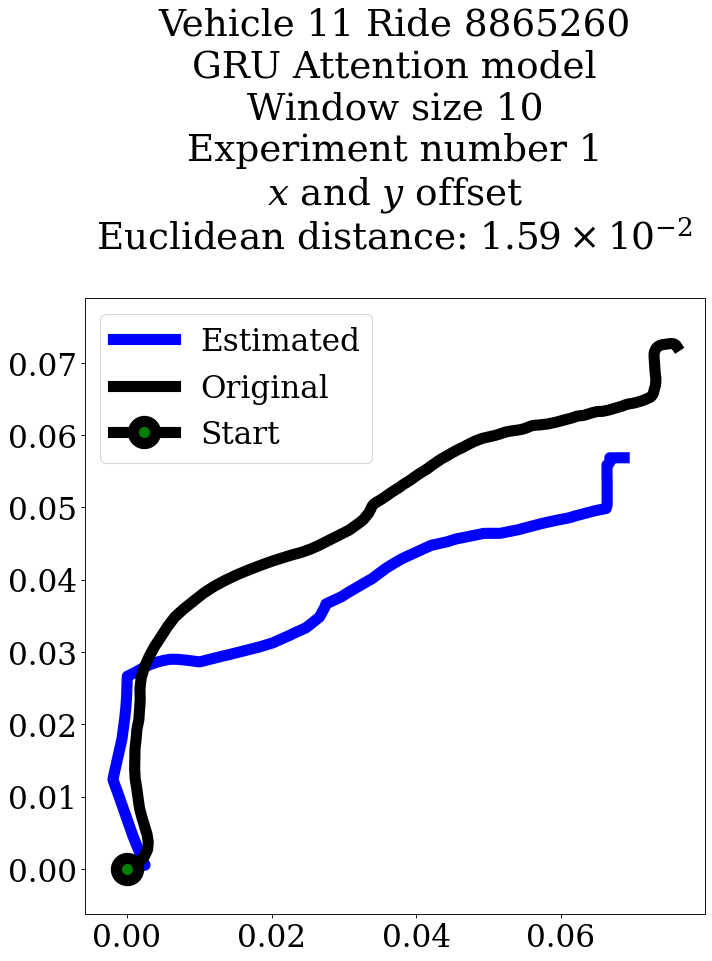 Vehicle 11 Ride 8865260
GRU Attention model
Window size 10
Experiment number 1
x and y offset
Euclidean distance: 1.59 × 10⁻²
Estimated
Original
Start
0.07
0.06
0.05
0.04
0.03
0.02
0.01
0.00
0.00 0.02 0.04 0.06